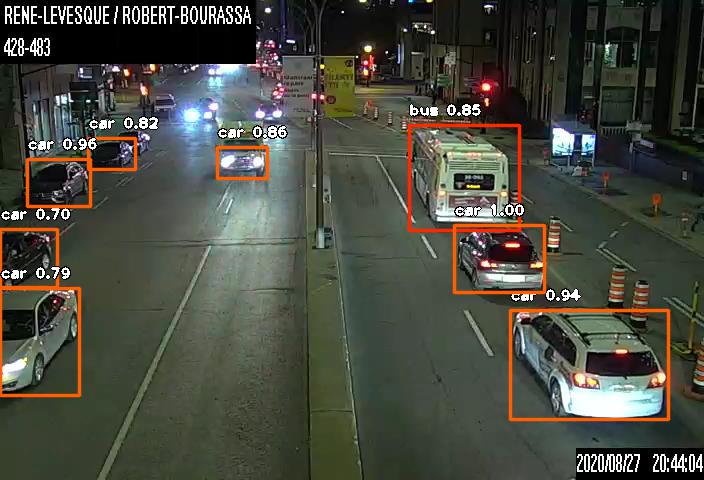 RENE-LEVESQUE / ROBERT-BOURASSA
428-483
bus 0.85
car 0.82
car 0.86
car 0.96
car 0.70
car 1.00
car 0.79
car 0.94
2020/08/27 20:44:04